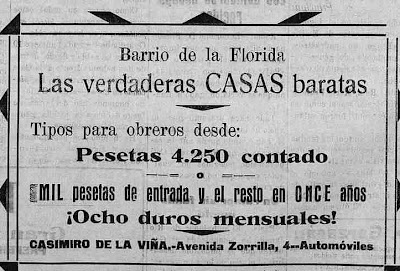 Barrio de la Florida
Las verdaderas CASAS baratas
Tipos para obreros desde:
Pesetas 4.250 contado
o
MIL pesetas de entrada y el resto en ONCE años
¡Ocho duros mensuales!
CASIMIRO DE LA VIÑA.-Avenida Zorrilla, 4--Automóviles